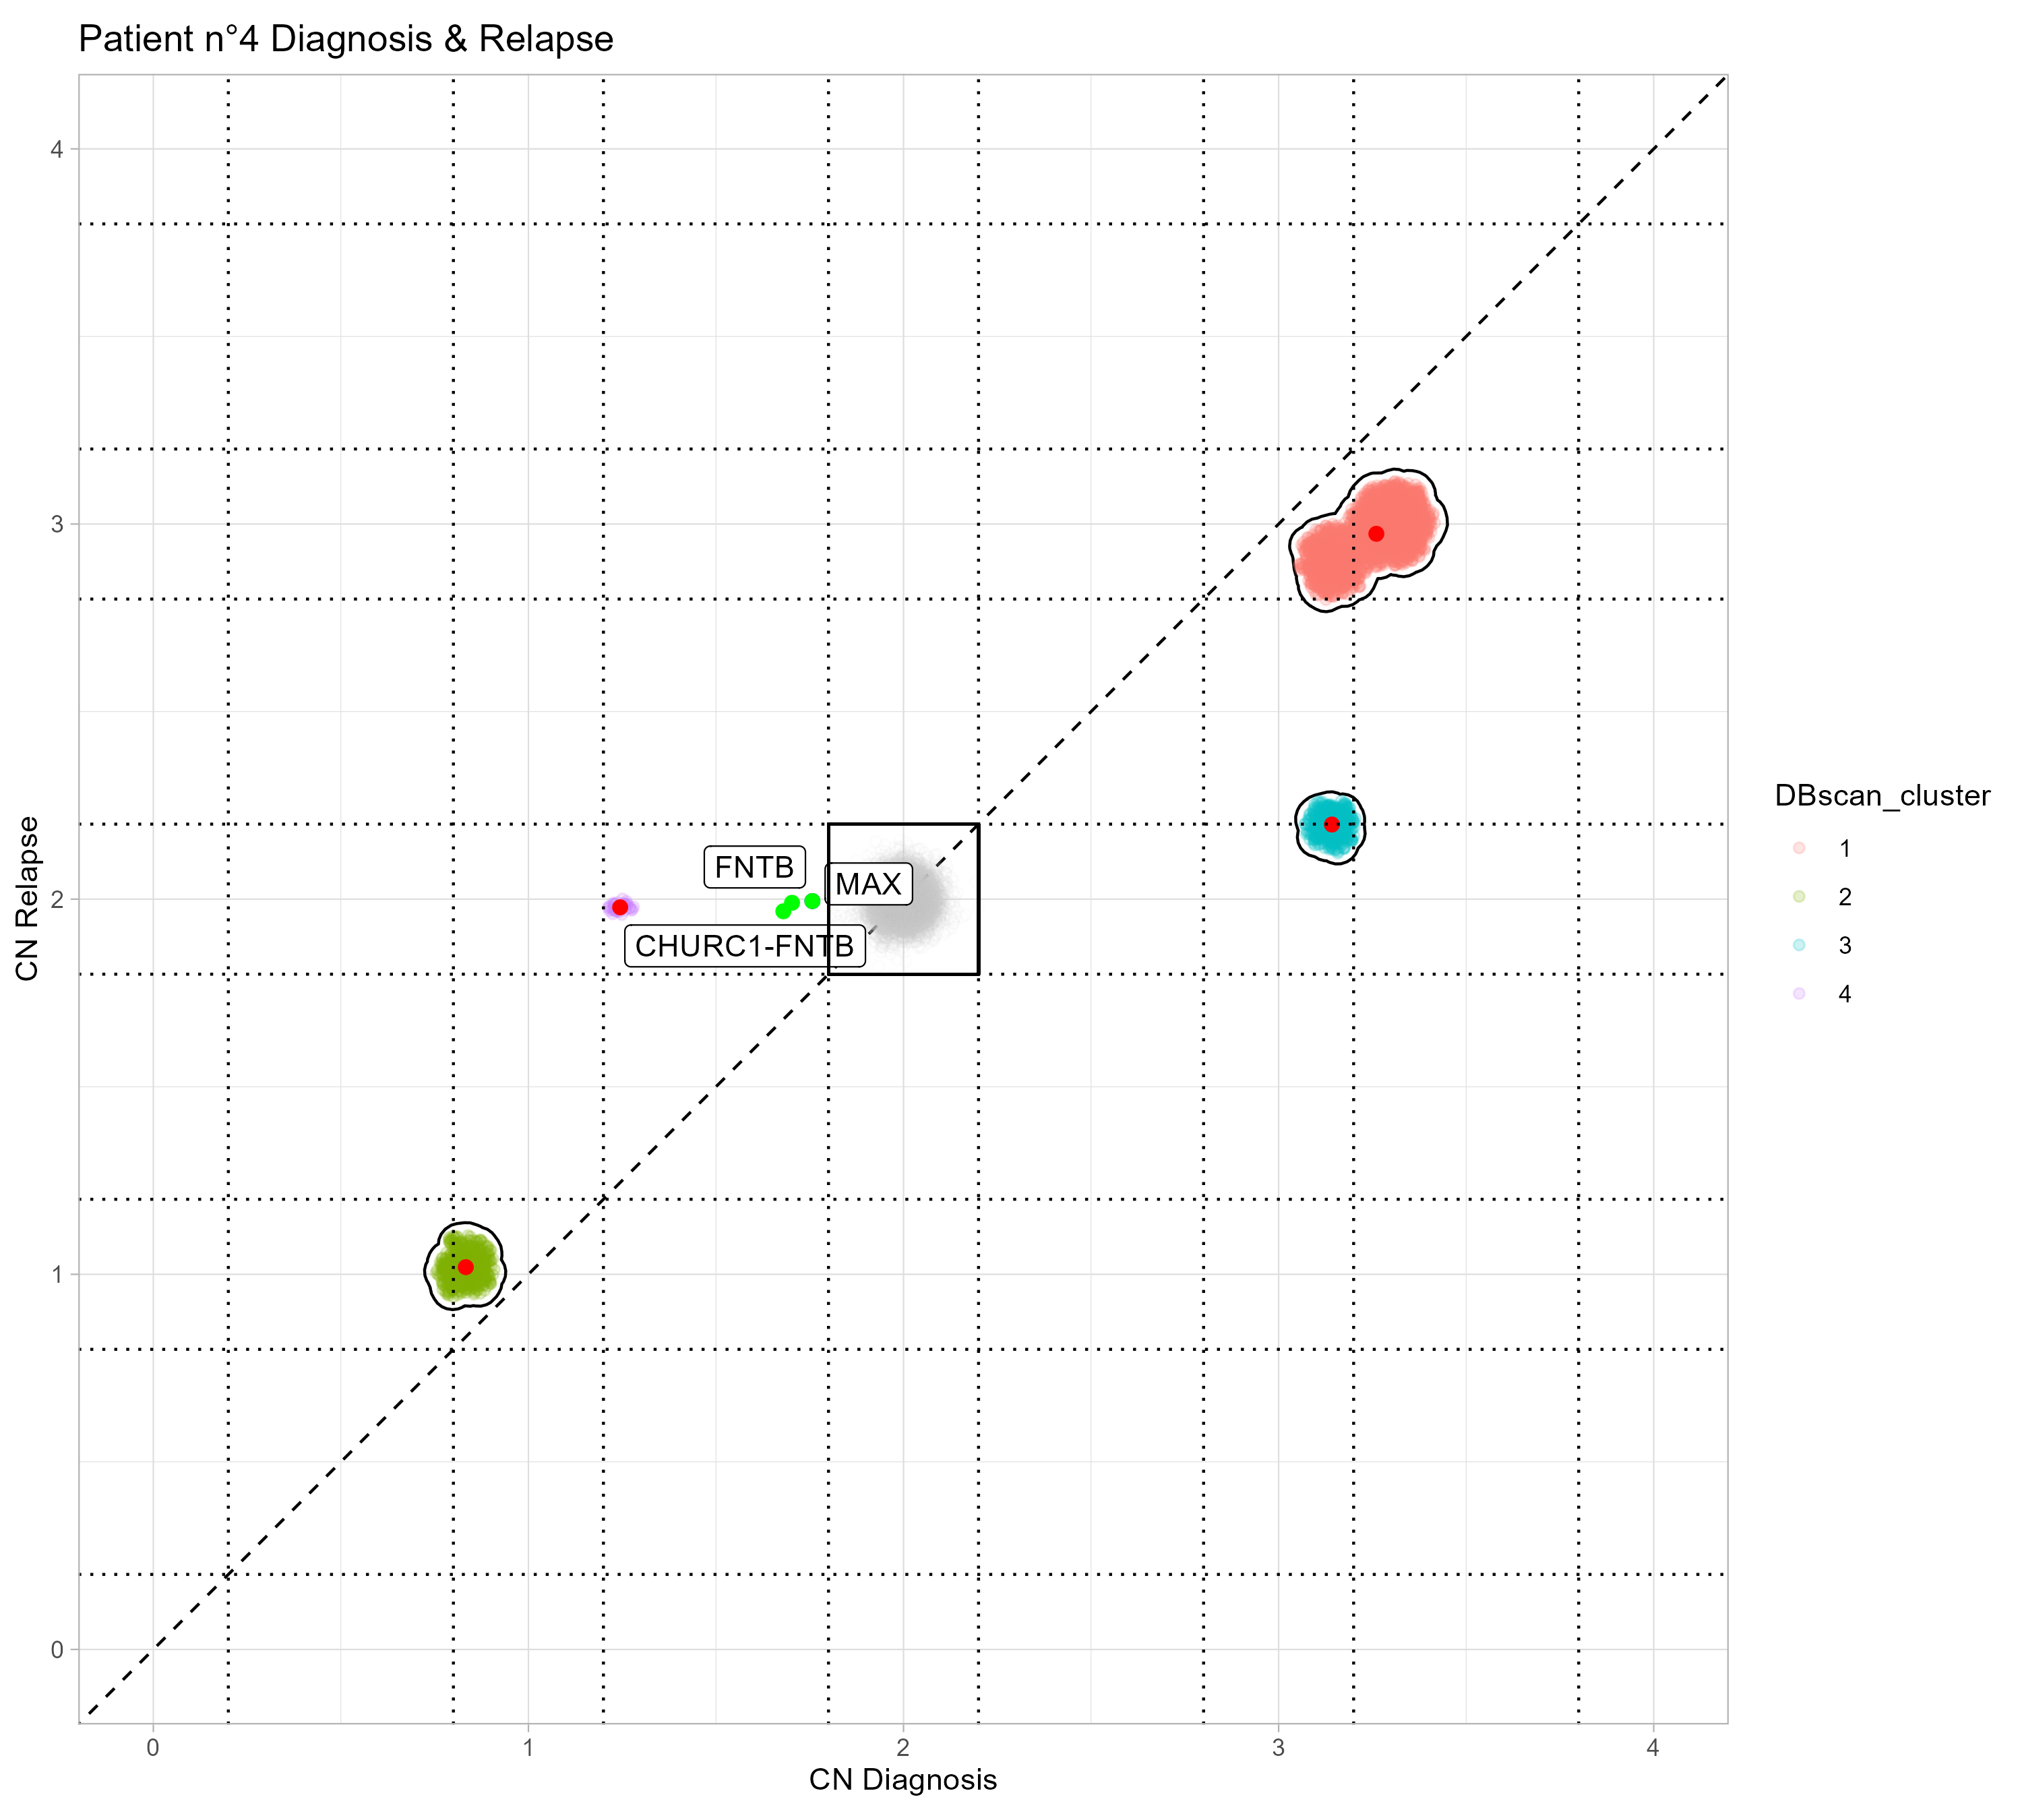 Patient n°4 Diagnosis & Relapse
4
3
2
1
0
CN Relapse
FNTB
MAX
CHURC1-FNTB
0 1 2 3 4
CN Diagnosis
DBscan_cluster
1
2
3
4